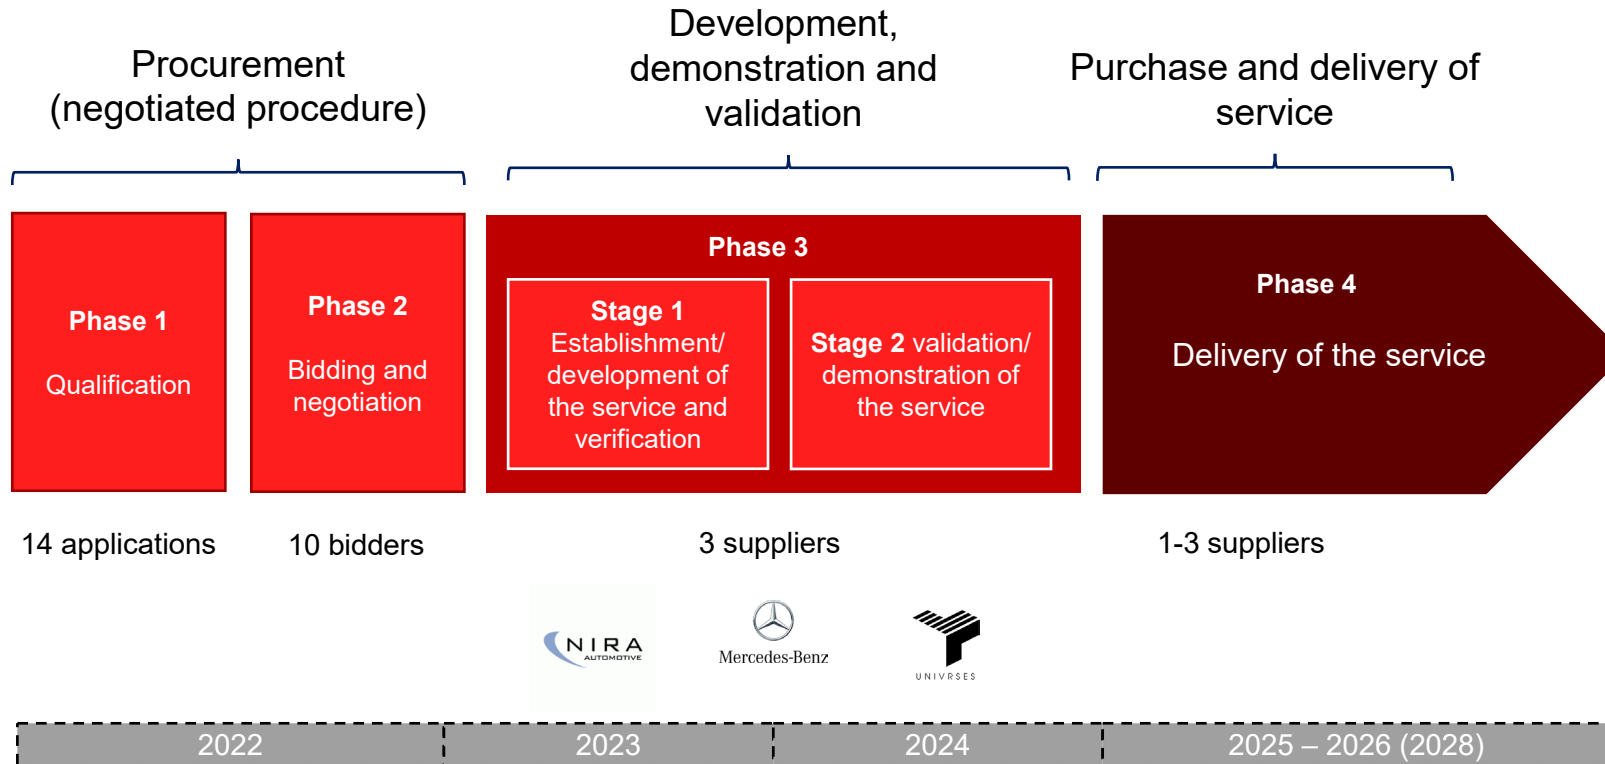 Procurement
(negotiated procedure)
Development,
demonstration and
validation
Purchase and delivery of
service
Phase 1
Qualification
Phase 2
Bidding and
negotiation
Phase 3
Stage 1
Establishment/
development of
the service and
verification
Stage 2 validation/
demonstration of
the service
Phase 4
Delivery of the service
14 applications
10 bidders
3 suppliers
1-3 suppliers
NIRA
AUTOMOTIVE
Mercedes-Benz
UNIVRSES
2022
2023
2024
2025 – 2026 (2028)